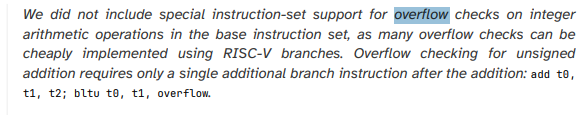 We did not include special instruction-set support for overflow checks on integer
arithmetic operations in the base instruction set, as many overflow checks can be
cheaply implemented using RISC-V branches. Overflow checking for unsigned
addition requires only a single additional branch instruction after the addition: add t0,
t1, t2; bltu t0, t1, overflow.